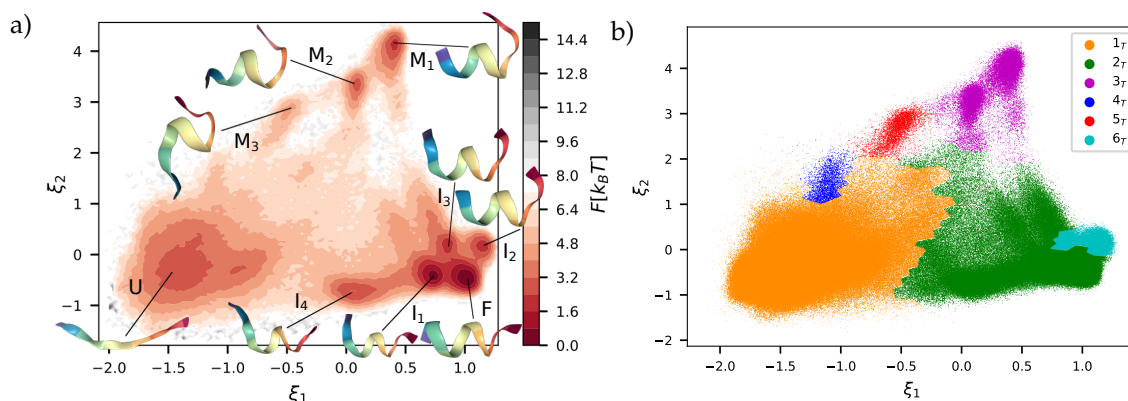 a)
ξ2
4
3
2
1
0
−1
−2.0 −1.5 −1.0 −0.5 0.0 0.5 1.0
ξ1
M2
M1
M3
I3
I2
U
I4
I1
F
14.4
12.8
11.2
9.6
8.0
6.4
4.8
3.2
1.6
0.0
F[kBT]
b)
ξ2
4
3
2
1
0
−1
−2
−2.0 −1.5 −1.0 −0.5 0.0 0.5 1.0
ξ1
1T
2T
3T
4T
5T
6T